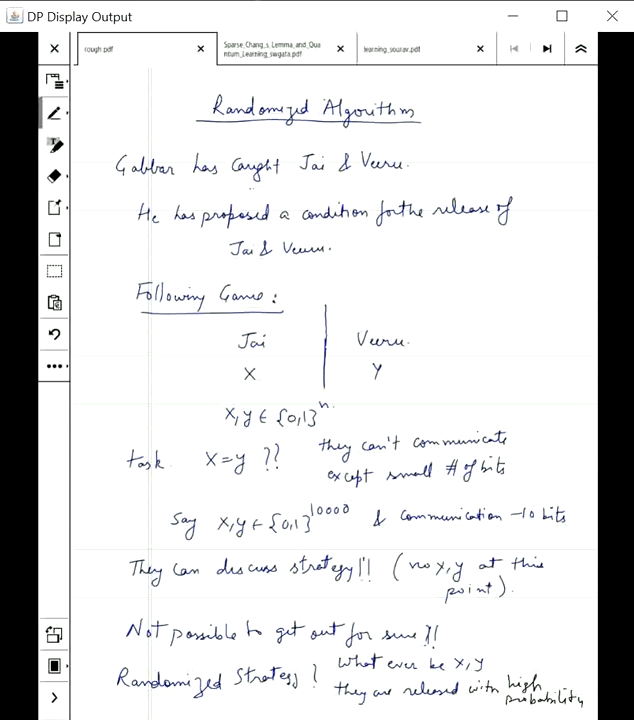 DP Display Output
rough pdf
Sparse_Chang_s_Lemma_and_Qua
ntum_Learning_swgata.pdf
learning_sourav.pdf
Randomized Algorithm
Gabbar has caught Jai & Veeru.
He has proposed a condition for the release of
Jai & Veeru.
Following Game:
Jai
Veeru.
X
Y
x, y ∈ {0,1}^n.
task x=y ?? they can't communicate
except small # of bits
Say x, y ∈ {0,1}^10000 & communication -10 bits
They can discuss strategy!! (no x, y at this
point).
Not possible to get out for sure!!
Randomized Strategy? What ever be x, y
they are released with high
probability